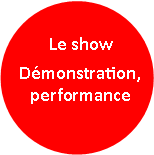 Le show
Démonstration,
performance